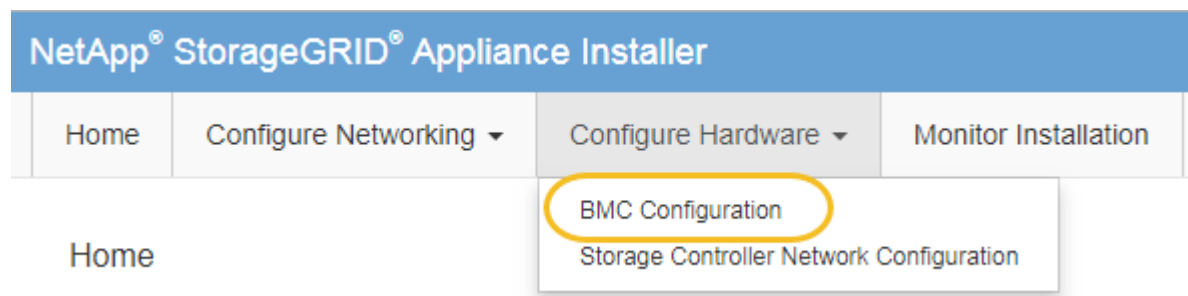 NetApp® StorageGRID® Appliance Installer
Home Configure Networking Configure Hardware Monitor Installation
BMC Configuration
Storage Controller Network Configuration
Home